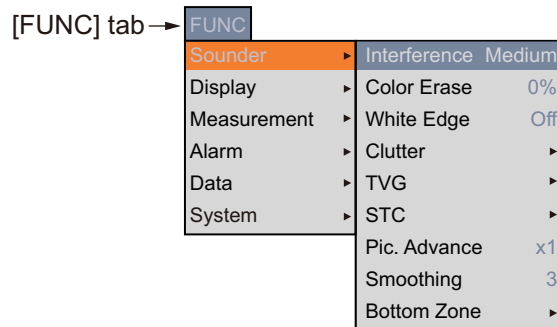 [FUNC] tab
FUNC
Sounder
Display
Measurement
Alarm
Data
System
Interference Medium
Color Erase 0%
White Edge Off
Clutter
TVG
STC
Pic. Advance x1
Smoothing 3
Bottom Zone